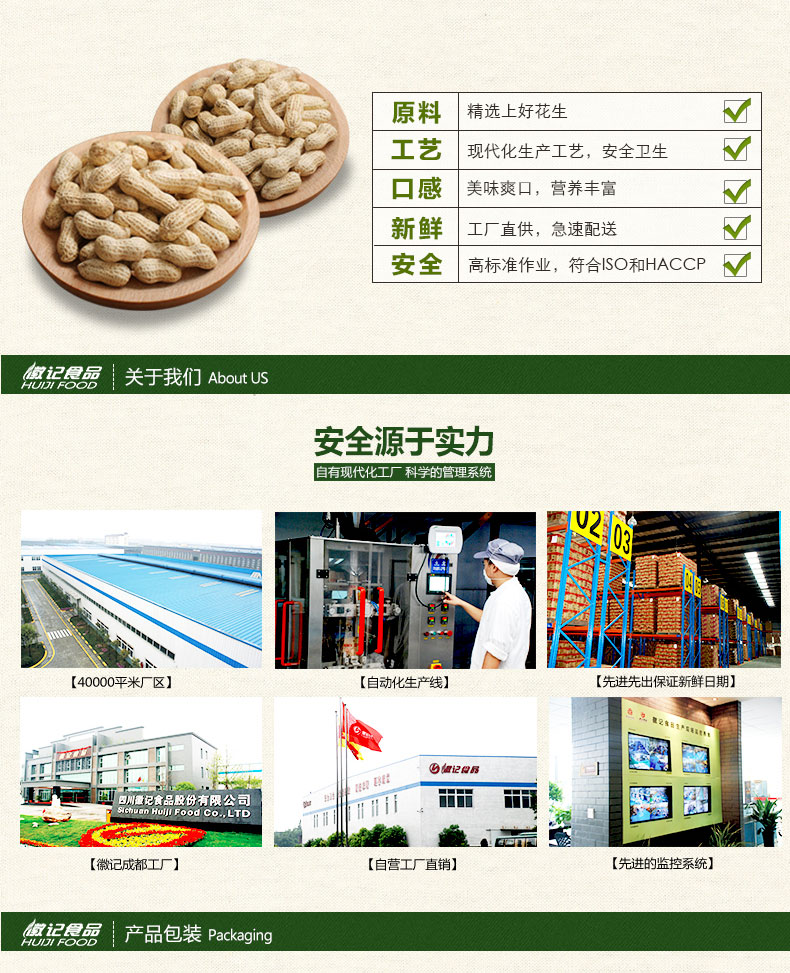 原料 精选上好花生
工艺 现代化生产工艺，安全卫生
口感 美味爽口，营养丰富
新鲜 工厂直供，急速配送
安全 高标准作业，符合ISO和HACCP
徽记食品
HUIJI FOOD
关于我们 About US
安全源于实力
自有现代化工厂 科学的管理系统
02
03
【40000平米厂区】
【自动化生产线】
【先进先出保证新鲜日期】
四川徽记食品股份有限公司
Sichuan Huiji Food Co.,LTD
徽记食品
【徽记成都工厂】
【自营工厂直销】
【先进的监控系统】
徽记食品
HUIJI FOOD
产品包装 Packaging